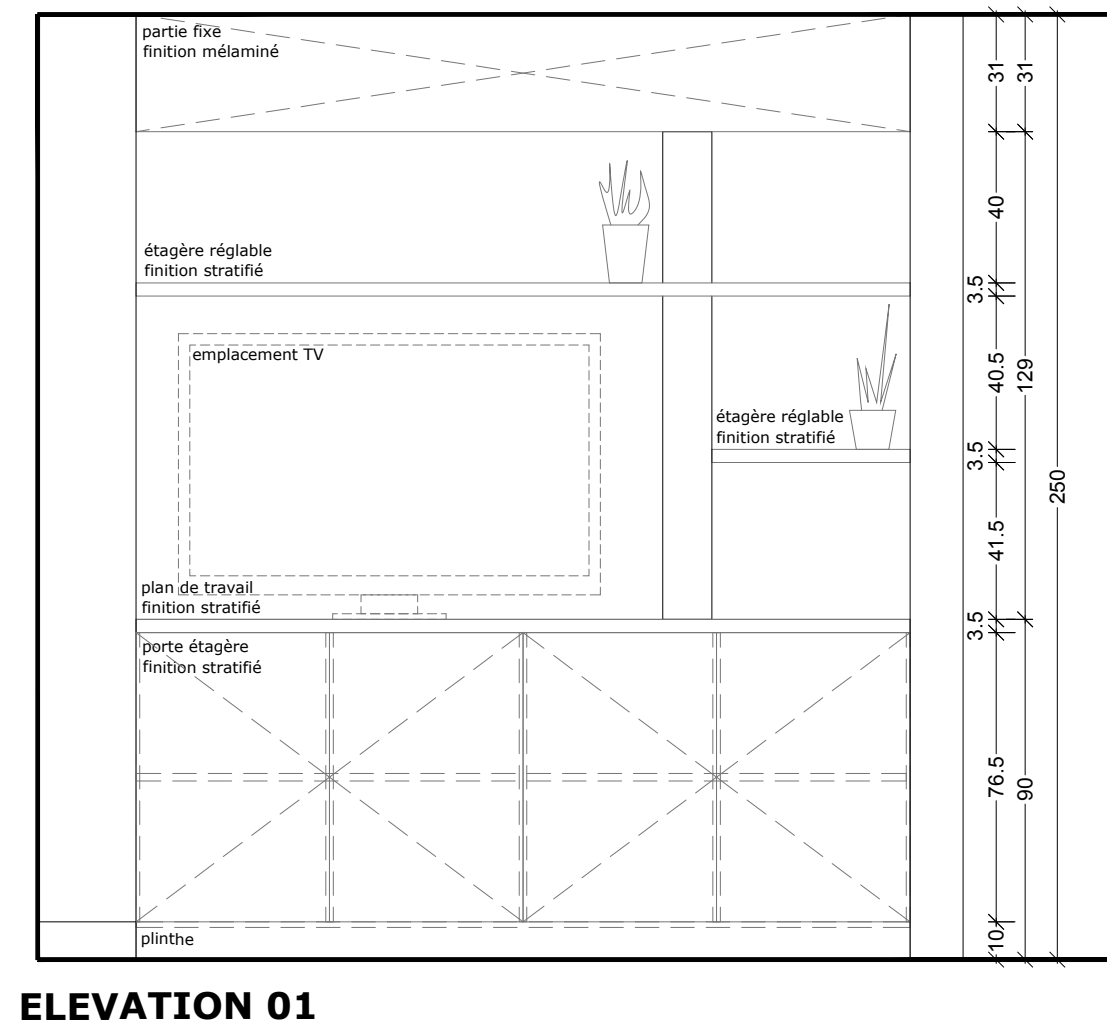 partie fixe
finition mélaminé
étagère réglable
finition stratifié
emplacement TV
étagère réglable
finition stratifié
plan de travail
finition stratifié
porte étagère
finition stratifié
plinthe
31
40
3.5
40.5
3.5
41.5
3.5
76.5
10
31
129
90
250
ELEVATION 01